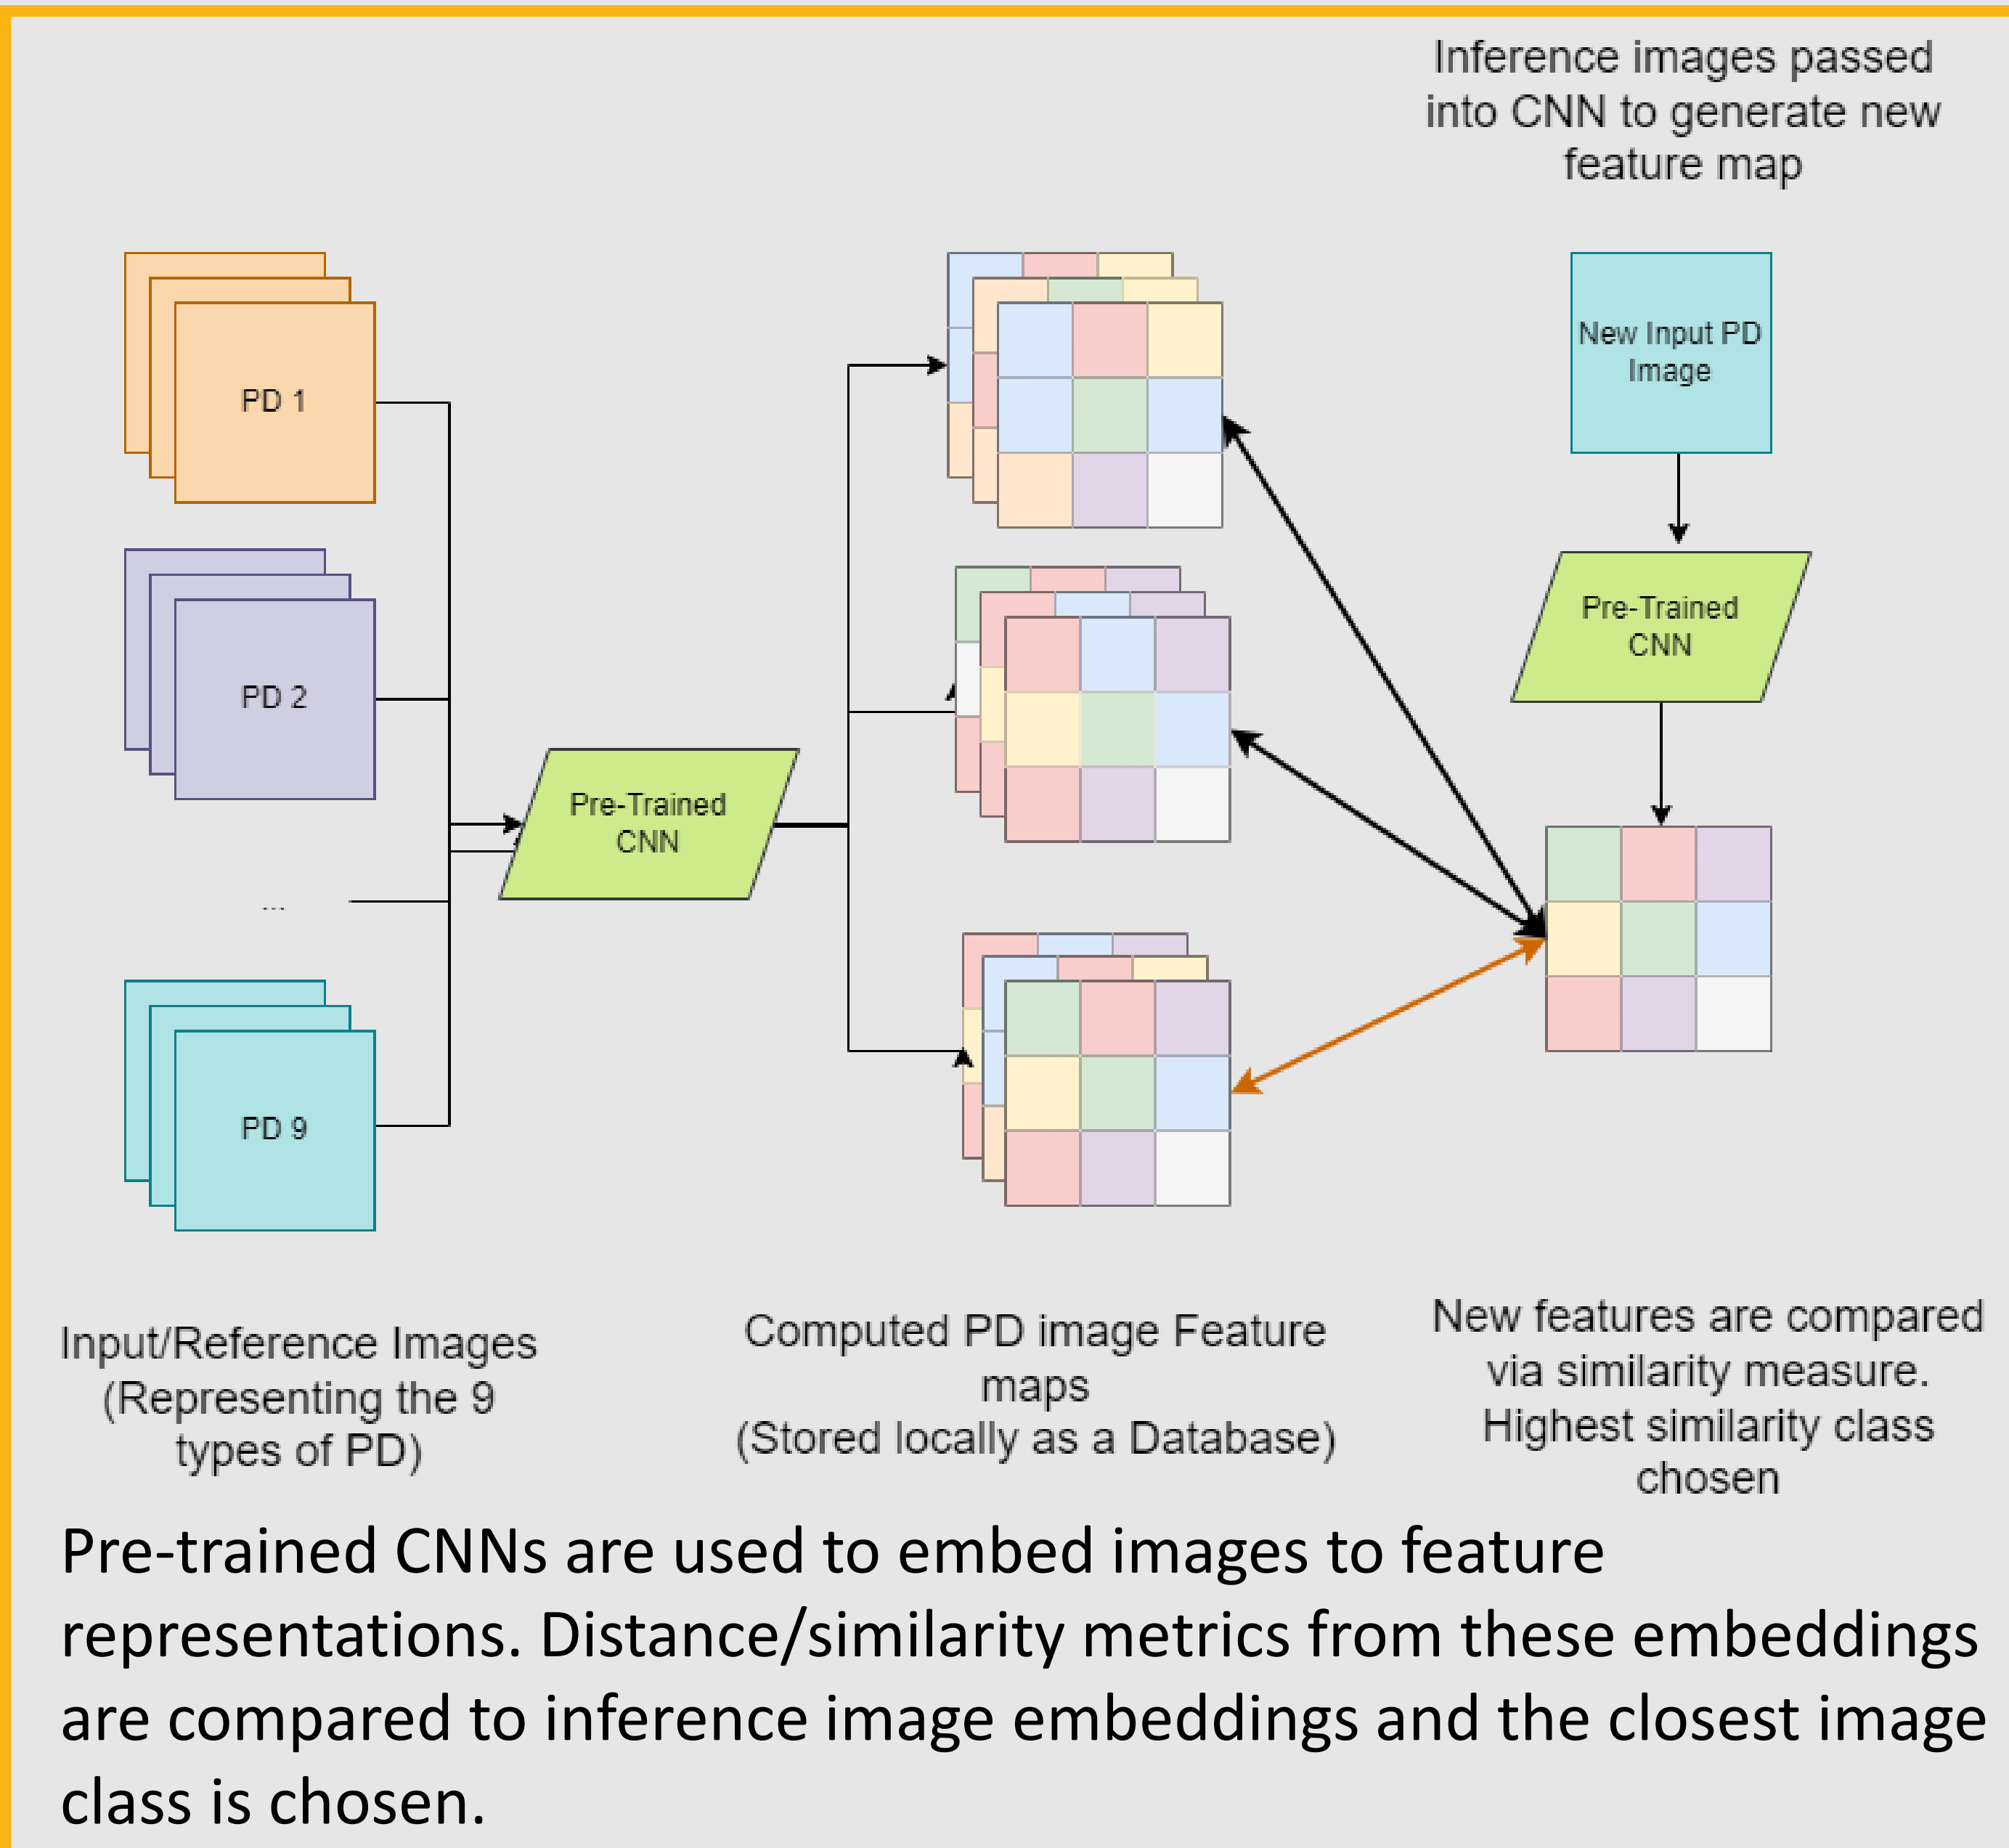 Inference images passed
into CNN to generate new
feature map
PD 1
New Input PD
Image
Pre-Trained
CNN
PD 2
Pre-Trained
CNN
...
PD 9
Input/Reference Images
(Representing the 9
types of PD)
Computed PD image Feature
maps
(Stored locally as a Database)
New features are compared
via similarity measure.
Highest similarity class
chosen
Pre-trained CNNs are used to embed images to feature
representations. Distance/similarity metrics from these embeddings
are compared to inference image embeddings and the closest image
class is chosen.